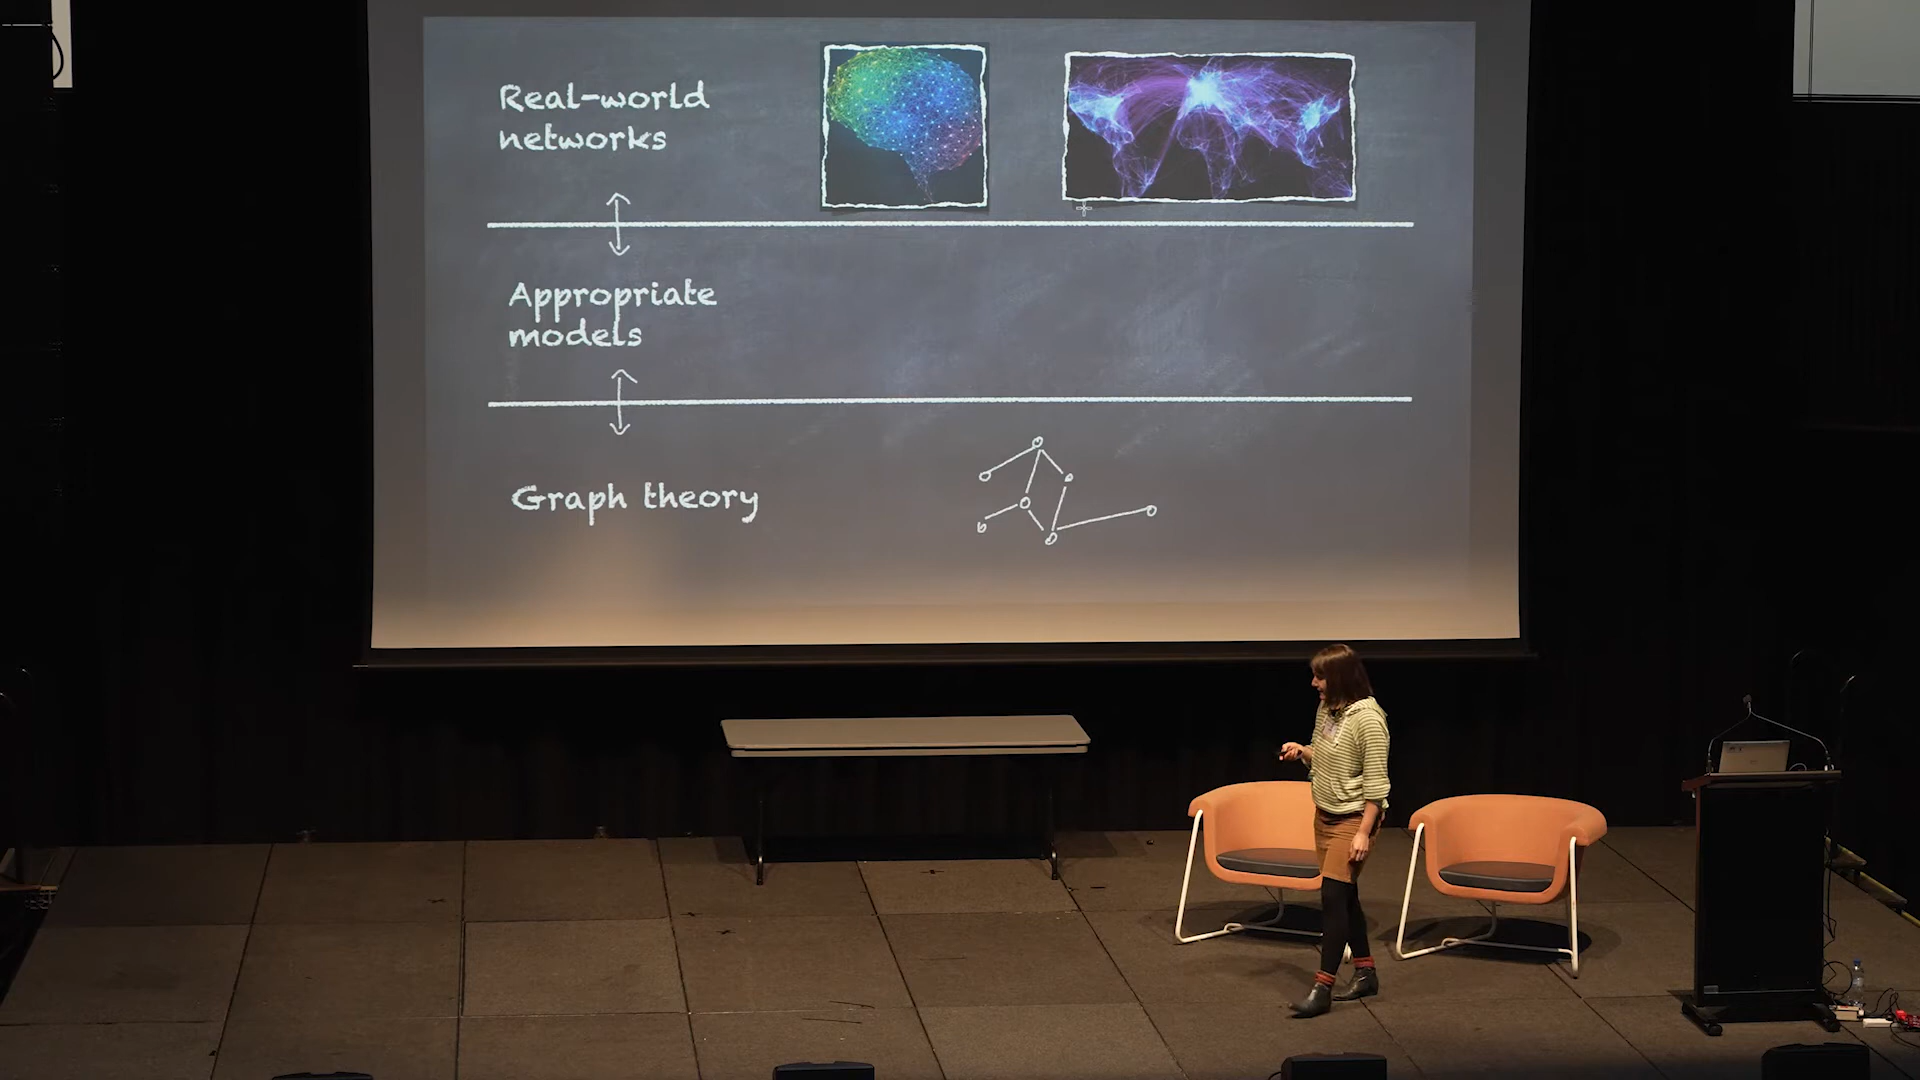 Real-world
networks
Appropriate
models
Graph theory